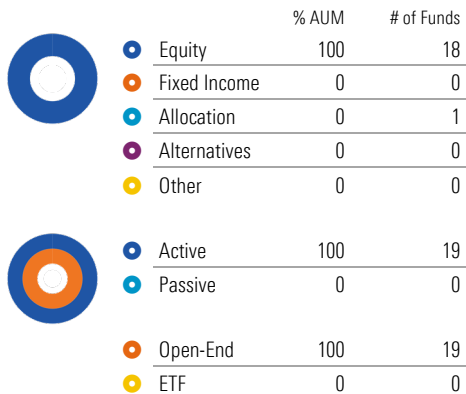 % AUM # of Funds
Equity 100 18
Fixed Income 0 0
Allocation 0 1
Alternatives 0 0
Other 0 0
Active 100 19
Passive 0 0
Open-End 100 19
ETF 0 0